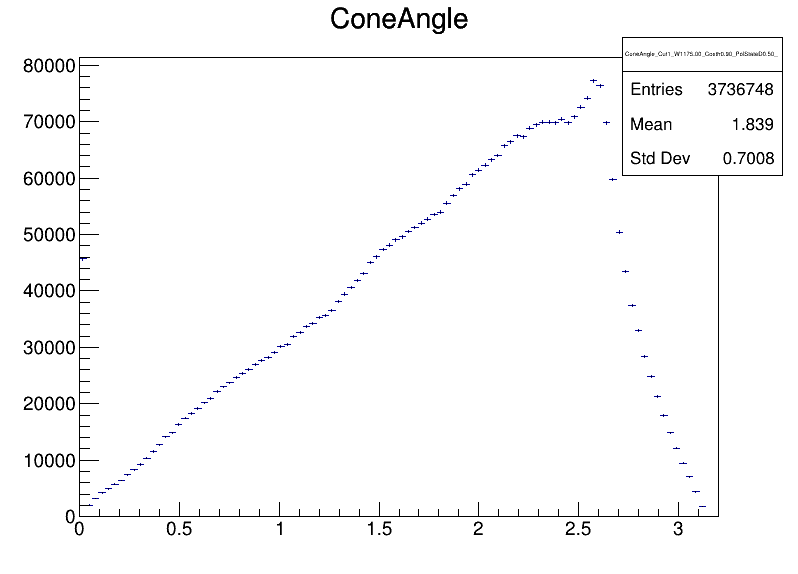 ConeAngle
ConeAngle_Cut1_W1175.00_Costh0.90_PolStateD0.50_
Entries 3736748
Mean 1.839
Std Dev 0.7008
80000
70000
60000
50000
40000
30000
20000
10000
0
0 0.5 1 1.5 2 2.5 3